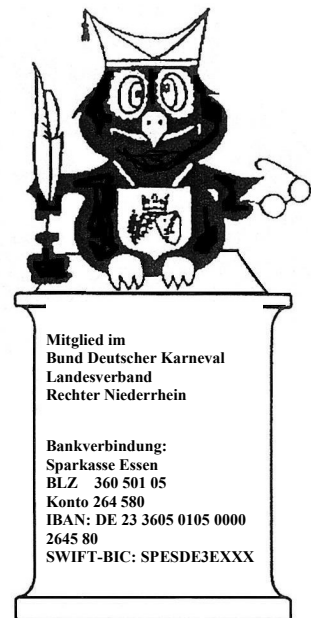 Mitglied im
Bund Deutscher Karneval
Landesverband
Rechter Niederrhein
Bankverbindung:
Sparkasse Essen
BLZ 360 501 05
Konto 264 580
IBAN: DE 23 3605 0105 0000
2645 80
SWIFT-BIC: SPESDE3EXXX